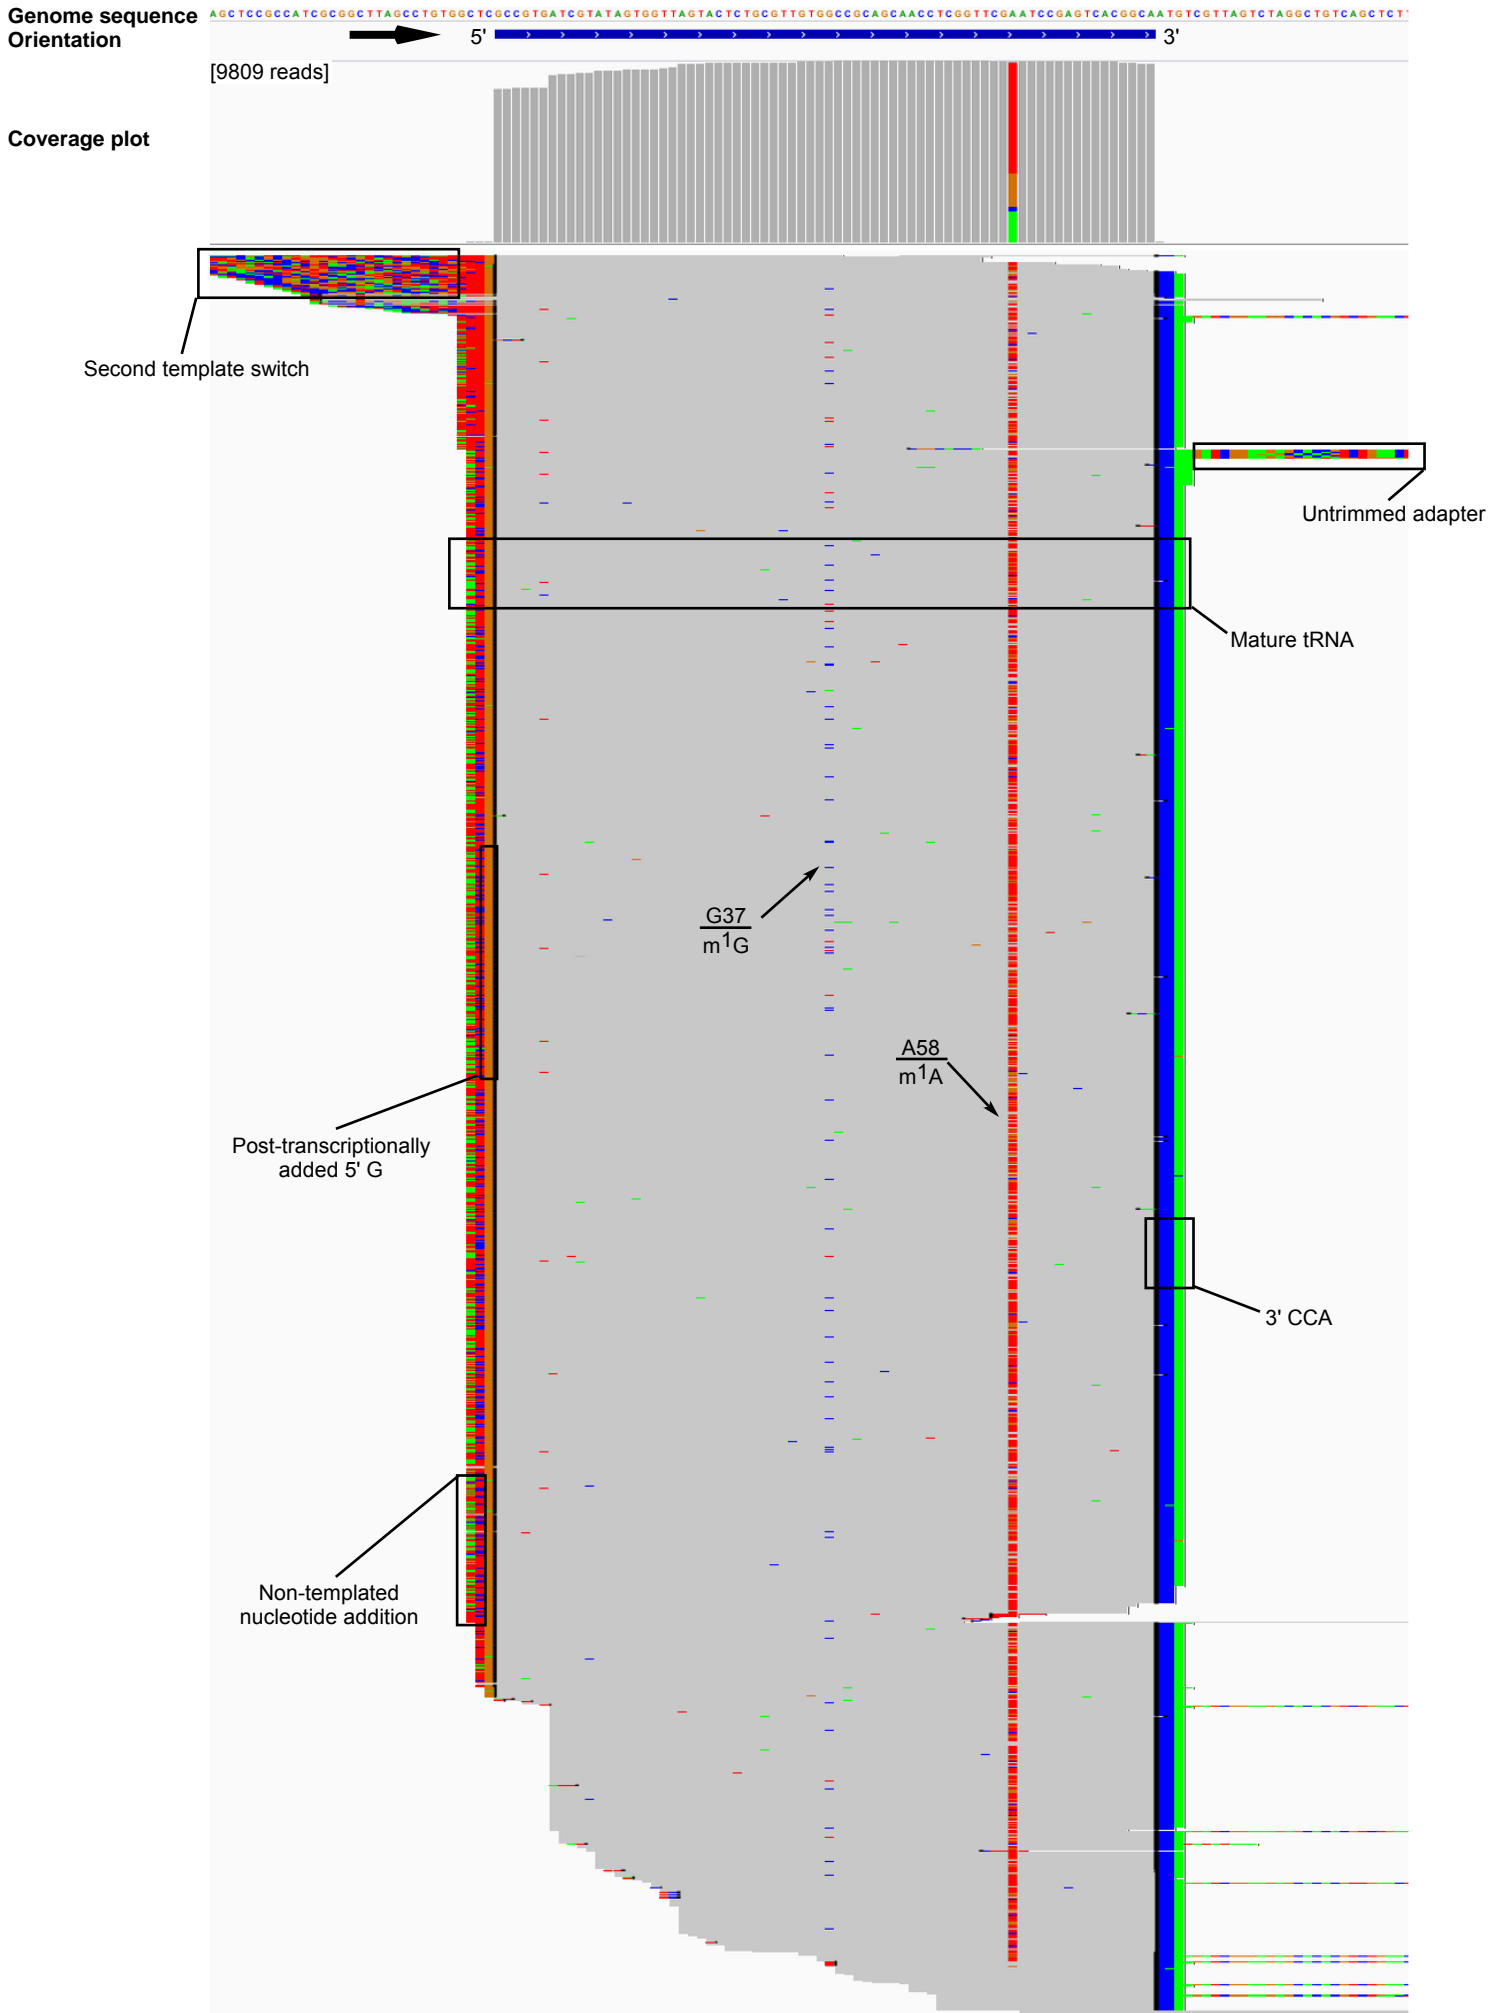 Genome sequence
AGCTCCGCCATCGCGGCTTAGCCTGTGGCTCGCCGTGATCGTATAGTGGTTAGTACTCTGCGTTGTGGCCGCAGCAACCTCGGTTCGAATCCGAGTCACGGCAATGTCGTTAGTCTAGGCTGTCAGCTCTT
Orientation
5' 3'
[9809 reads]
Coverage plot
Second template switch
Untrimmed adapter
Mature tRNA
G37
m1G
A58
m1A
Post-transcriptionally
added 5' G
3' CCA
Non-templated
nucleotide addition